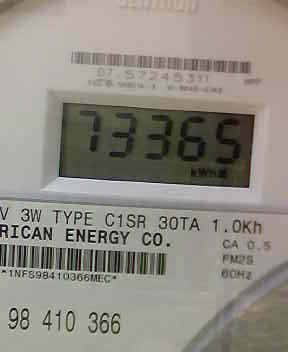 07.5724531
73365
kWh
V 3W TYPE C1SR 30TA 1.0Kh
RICAN ENERGY CO.
CA 0.5
FM2S
60Hz
*1NFS98410366MEC*
98 410 366